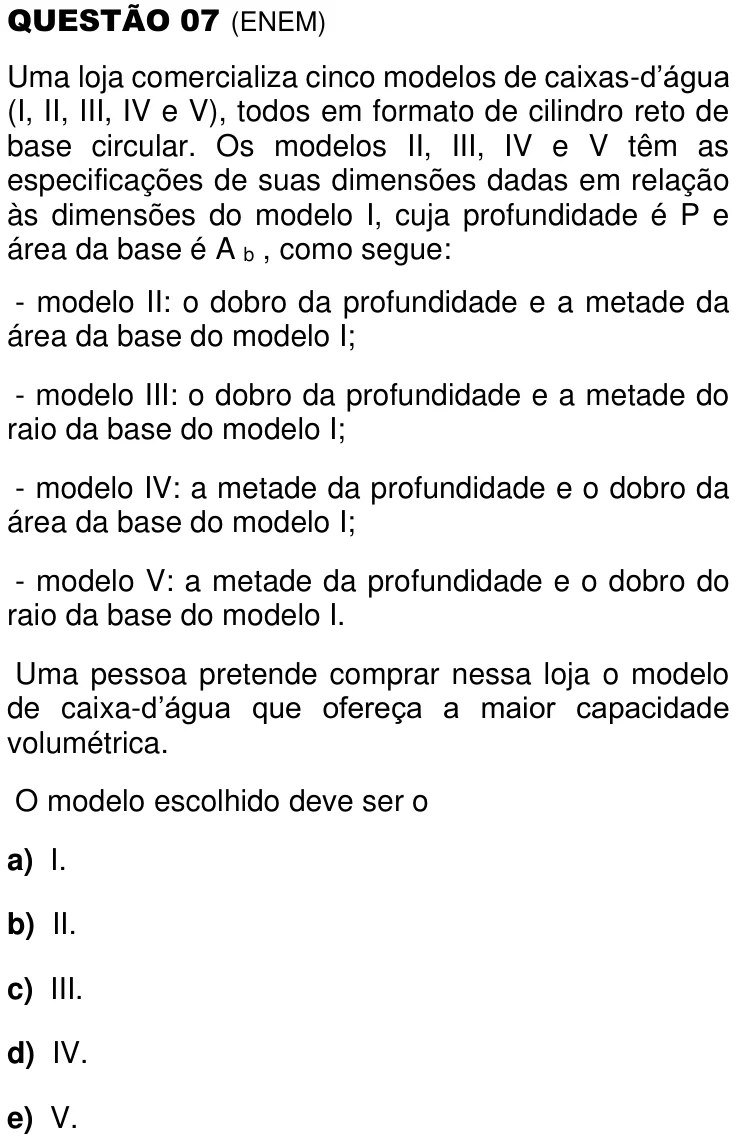 QUESTÃO 07 (ENEM)
Uma loja comercializa cinco modelos de caixas-d'água
(I, II, III, IV e V), todos em formato de cilindro reto de
base circular. Os modelos II, III, IV e V têm as
especificações de suas dimensões dadas em relação
às dimensões do modelo I, cuja profundidade é P e
área da base é A b , como segue:
- modelo II: o dobro da profundidade e a metade da
área da base do modelo I;
- modelo III: o dobro da profundidade e a metade do
raio da base do modelo I;
- modelo IV: a metade da profundidade e o dobro da
área da base do modelo I;
- modelo V: a metade da profundidade e o dobro do
raio da base do modelo I.
Uma pessoa pretende comprar nessa loja o modelo
de caixa-d'água que ofereça a maior capacidade
volumétrica.
O modelo escolhido deve ser o
a) I.
b) II.
c) III.
d) IV.
e) V.